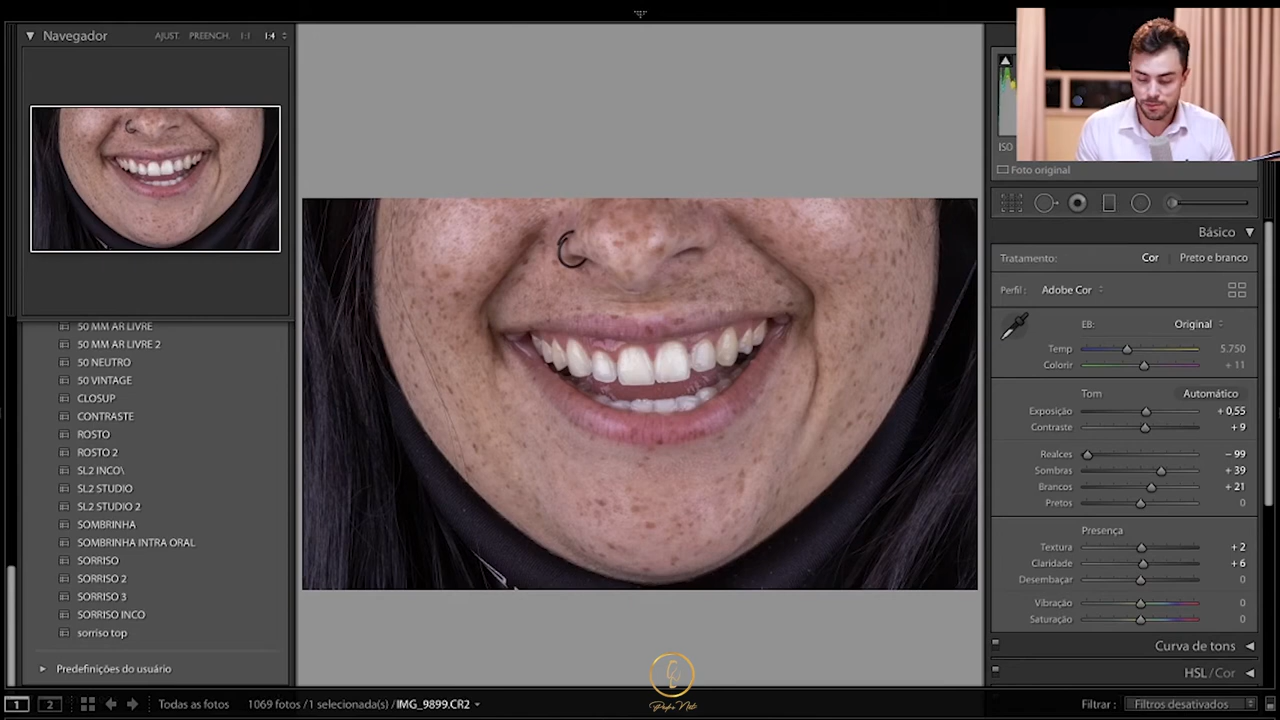 Navegador
AJUST. PREENCH. 1:1 1:4
50 MM AR LIVRE
50 MM AR LIVRE 2
50 NEUTRO
50 VINTAGE
CLOSUP
CONTRASTE
ROSTO
ROSTO 2
SL2 INCO\
SL2 STUDIO
SL2 STUDIO 2
SOMBRINHA
SOMBRINHA INTRA ORAL
SORRISO
SORRISO 2
SORRISO 3
SORRISO INCO
sorriso top
Predefinições do usuário
ISO
Foto original
Básico
Tratamento: Cor Preto e branco
Perfil: Adobe Cor
EB: Original
Temp 5.750
Colorir + 11
Tom Automático
Exposição + 0,55
Contraste + 9
Realces − 99
Sombras + 39
Brancos + 21
Pretos 0
Presença
Textura + 2
Claridade + 6
Desembaçar 0
Vibração 0
Saturação 0
Curva de tons
HSL / Cor
1 2 Todas as fotos 1069 fotos / 1 selecionada(s) / IMG_9899.CR2
Filtrar : Filtros desativados